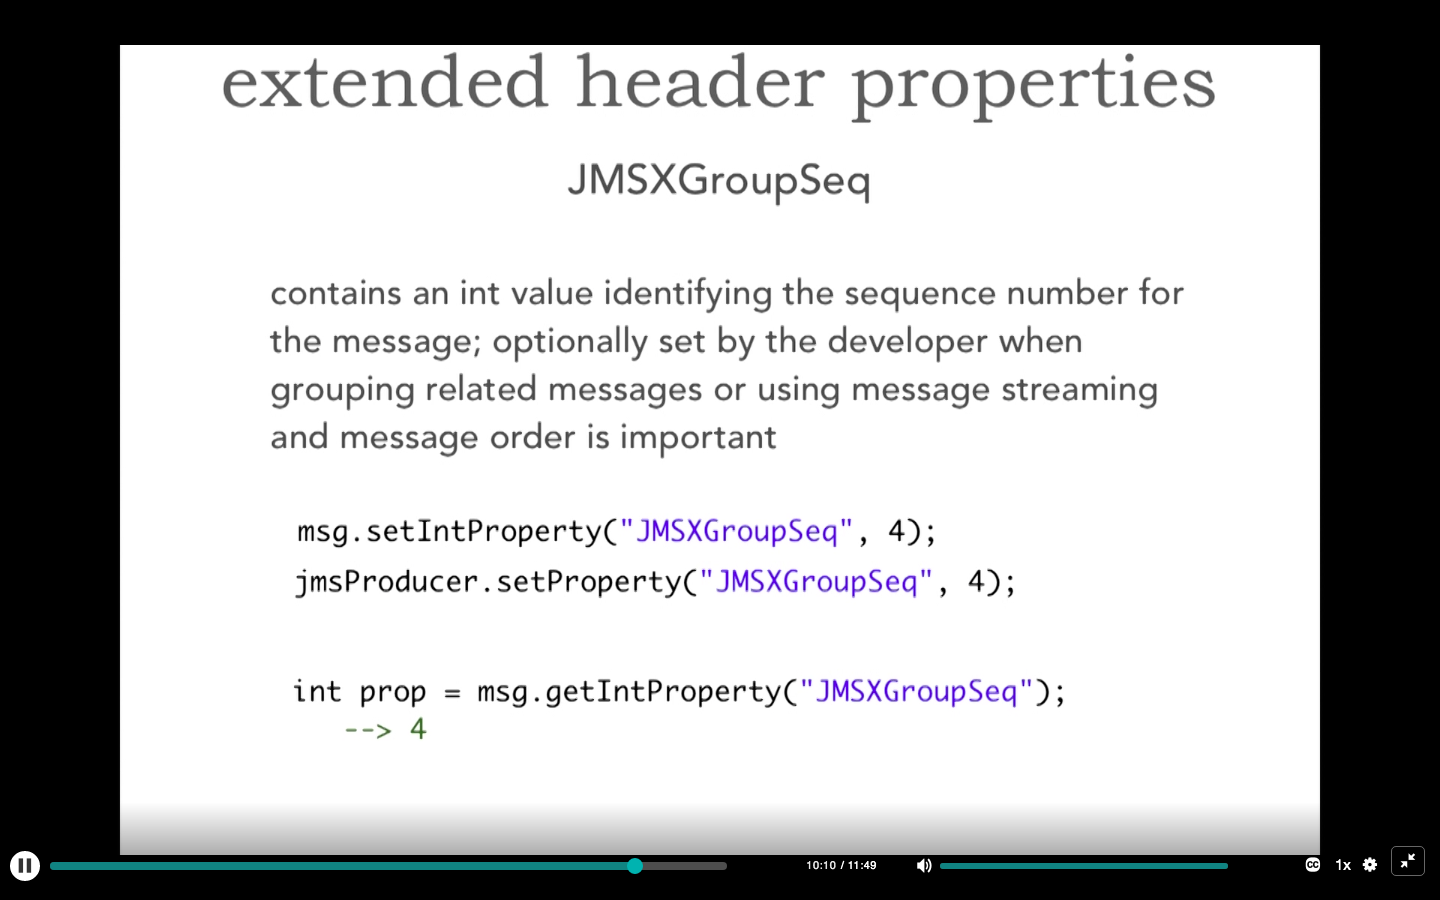 extended header properties
JMSXGroupSeq
contains an int value identifying the sequence number for
the message; optionally set by the developer when
grouping related messages or using message streaming
and message order is important
msg.setIntProperty("JMSXGroupSeq", 4);
jmsProducer.setProperty("JMSXGroupSeq", 4);
int prop = msg.getIntProperty("JMSXGroupSeq");
--> 4
10:10 / 11:49 CC 1x